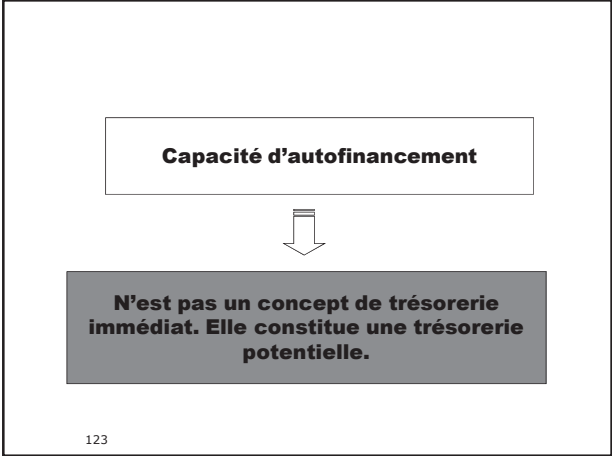 Capacité d’autofinancement
N’est pas un concept de trésorerie
immédiat. Elle constitue une trésorerie
potentielle.
123